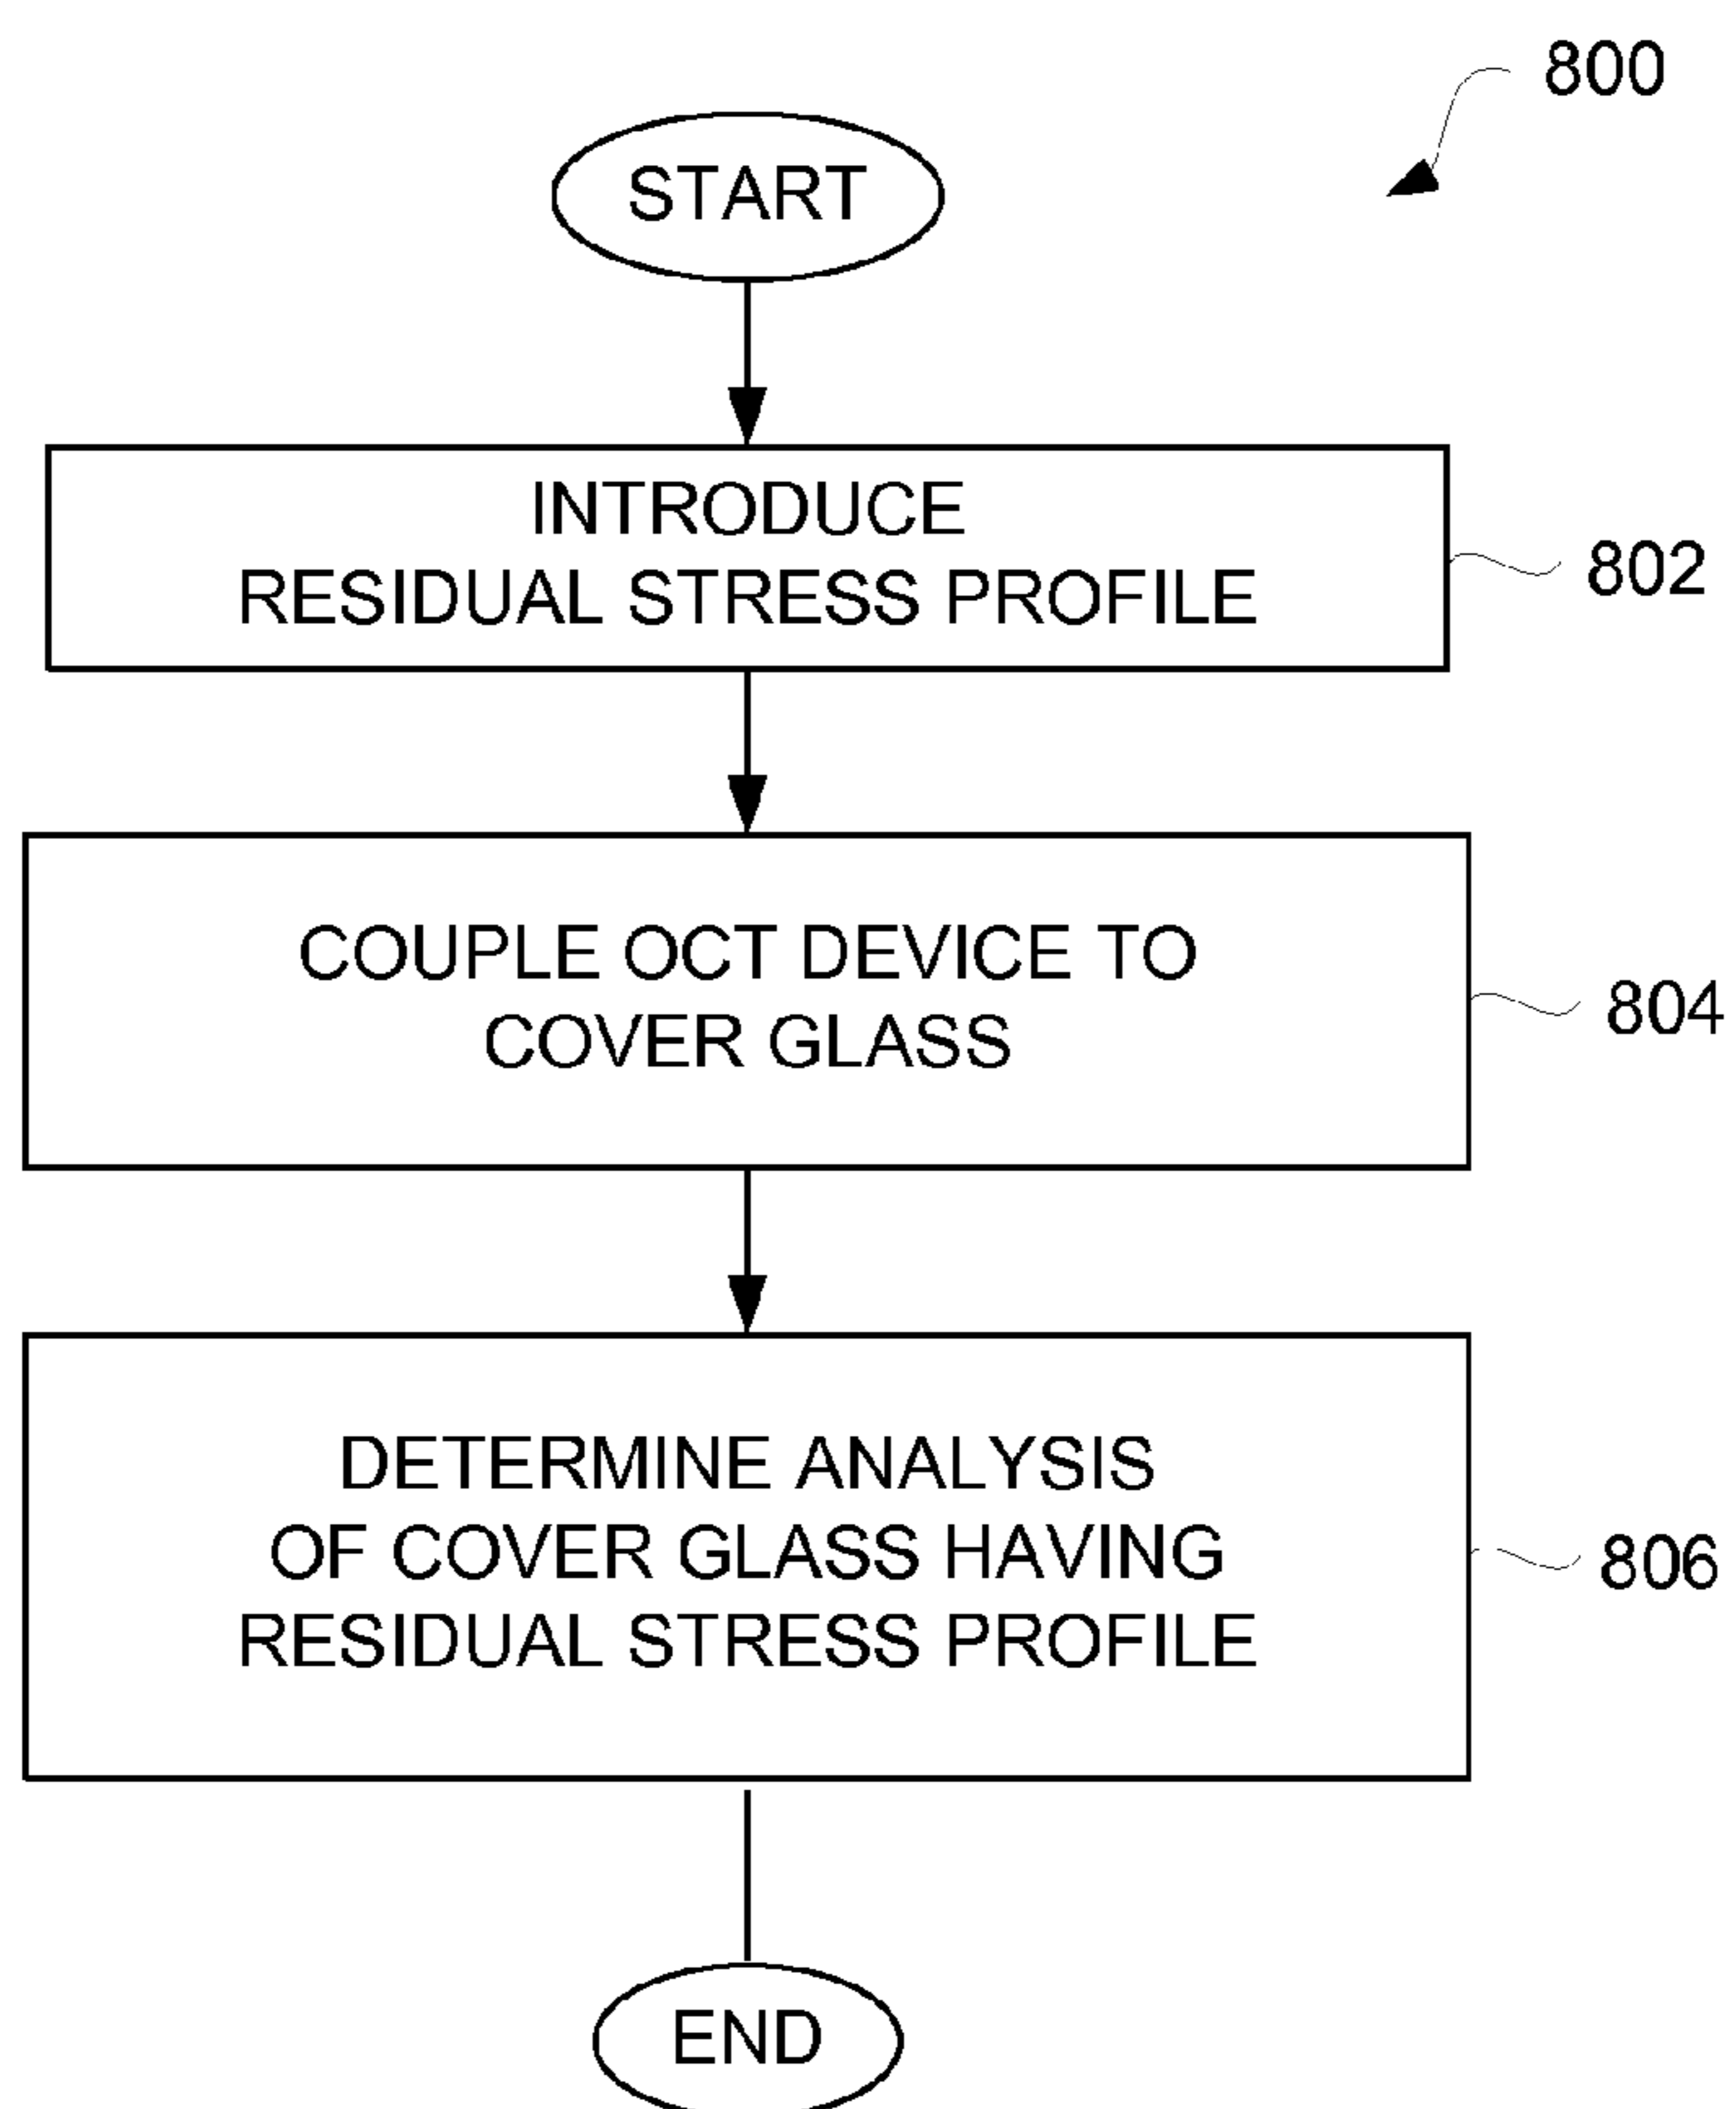 800
START
INTRODUCE
RESIDUAL STRESS PROFILE
802
COUPLE OCT DEVICE TO
COVER GLASS
804
DETERMINE ANALYSIS
OF COVER GLASS HAVING
RESIDUAL STRESS PROFILE
806
END